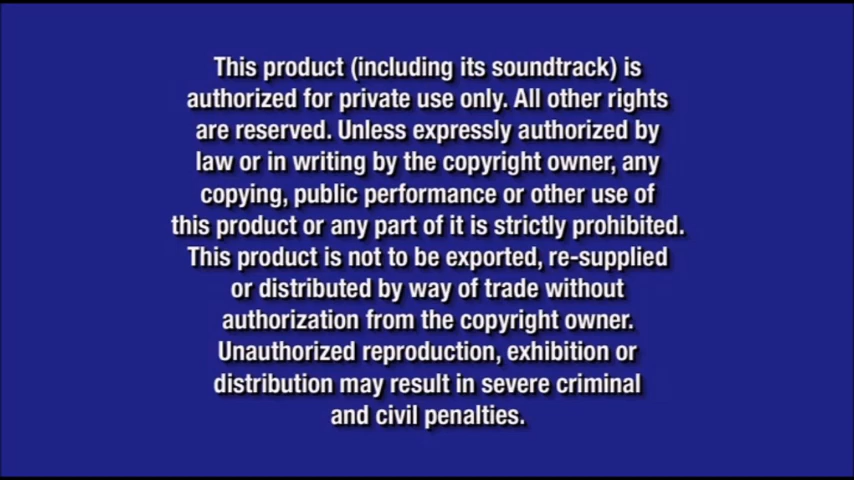 This product (including its soundtrack) is
authorized for private use only. All other rights
are reserved. Unless expressly authorized by
law or in writing by the copyright owner, any
copying, public performance or other use of
this product or any part of it is strictly prohibited.
This product is not to be exported, re-supplied
or distributed by way of trade without
authorization from the copyright owner.
Unauthorized reproduction, exhibition or
distribution may result in severe criminal
and civil penalties.